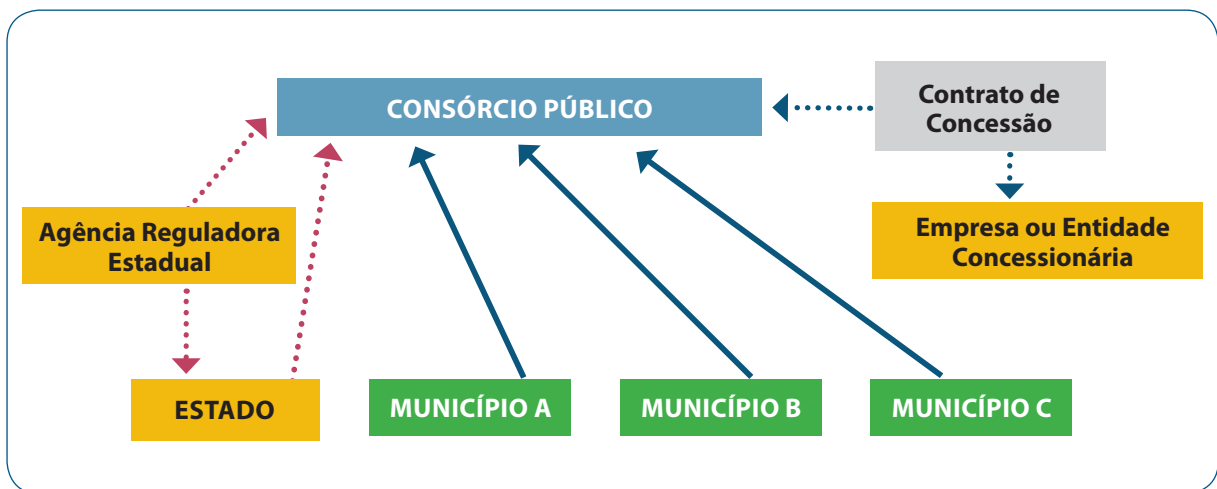 CONSÓRCIO PÚBLICO
Contrato de
Concessão
Agência Reguladora
Estadual
Empresa ou Entidade
Concessionária
ESTADO
MUNICÍPIO A
MUNICÍPIO B
MUNICÍPIO C